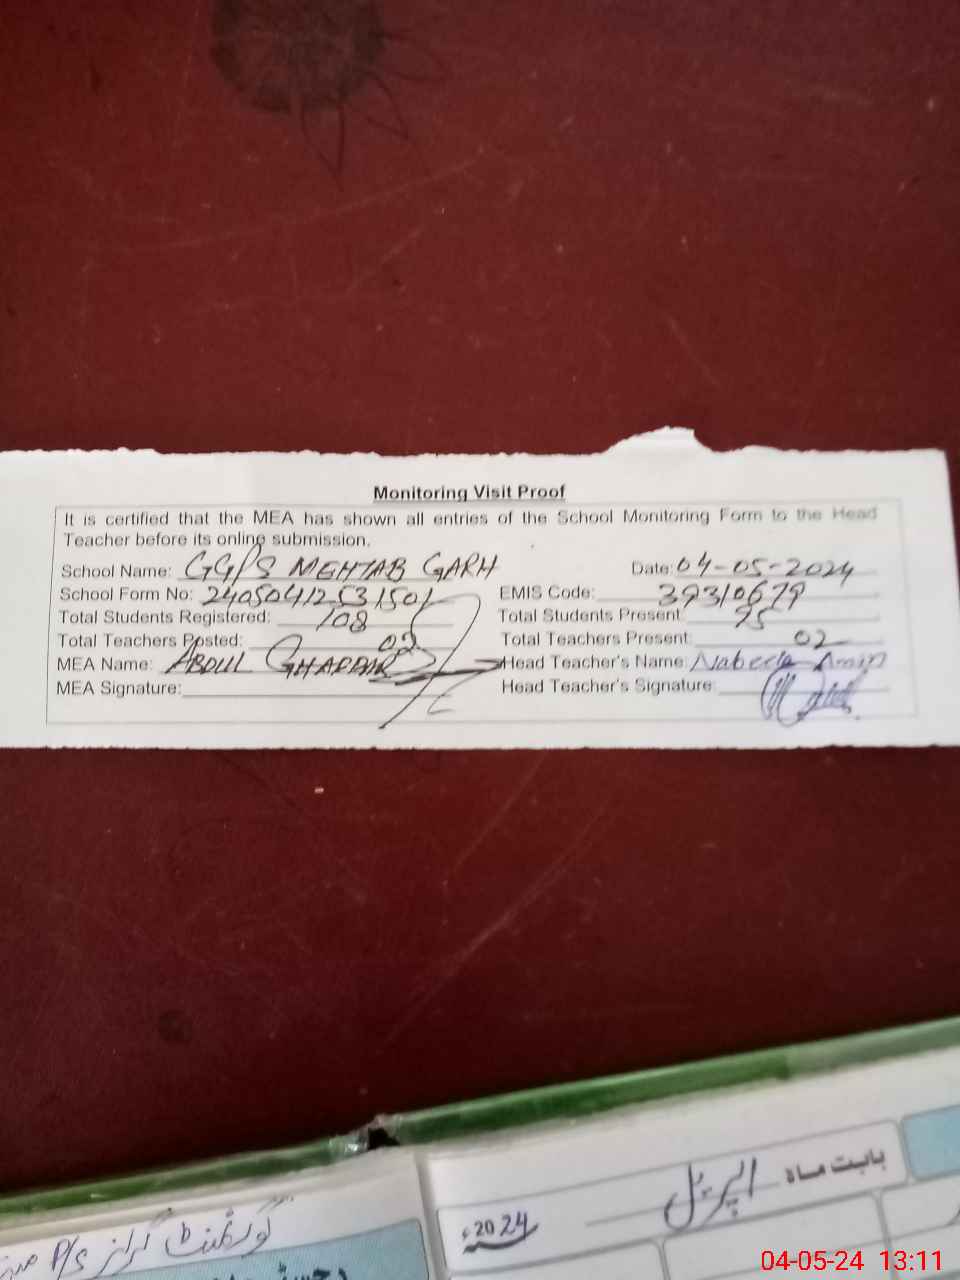 Monitoring Visit Proof
It is certified that the MEA has shown all entries of the School Monitoring Form to the Head
Teacher before its online submission.
School Name: GGPS MEHTAB GARH Date: 04-05-2024
School Form No: 24050412531501 EMIS Code: 39310679
Total Students Registered: 108 Total Students Present: 95
Total Teachers Posted: 02 Total Teachers Present: 02
MEA Name: ABDUL GHAFFAR Head Teacher's Name: Nabeela Amin
MEA Signature: Head Teacher's Signature:
بابت ماہ اپریل
2024ء
گورنمنٹ گرلز P/S
04-05-24 13:11